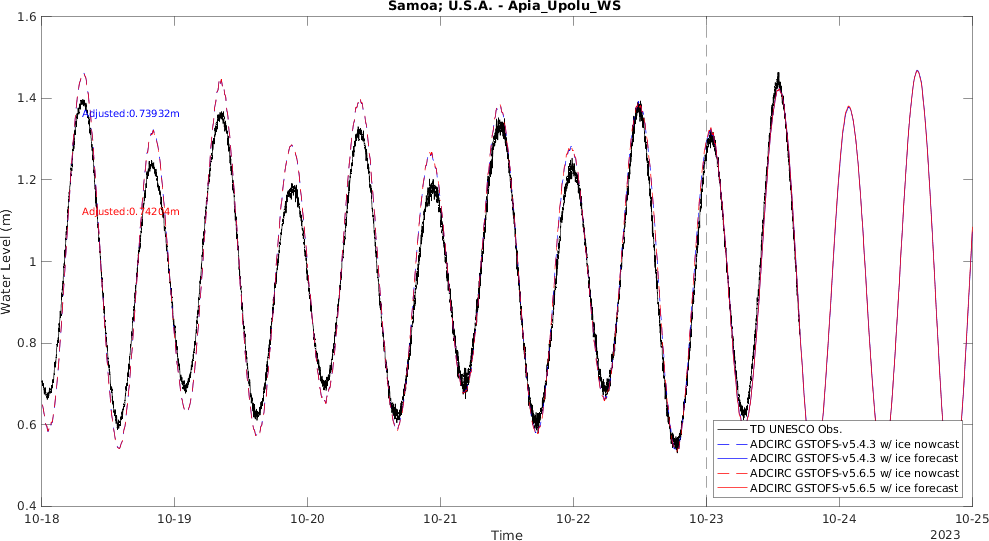 Samoa; U.S.A. - Apia_Upolu_WS
1.6
1.4
1.2
1
0.8
0.6
0.4
Water Level (m)
Adjusted:0.73932m
Adjusted:0.74204m
TD UNESCO Obs.
ADCIRC GSTOFS-v5.4.3 w/ ice nowcast
ADCIRC GSTOFS-v5.4.3 w/ ice forecast
ADCIRC GSTOFS-v5.6.5 w/ ice nowcast
ADCIRC GSTOFS-v5.6.5 w/ ice forecast
10-18 10-19 10-20 10-21 10-22 10-23 10-24 10-25
Time
2023